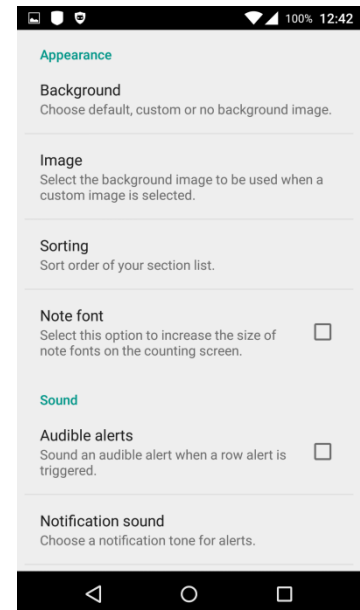 100% 12:42
Appearance
Background
Choose default, custom or no background image.
Image
Select the background image to be used when a
custom image is selected.
Sorting
Sort order of your section list.
Note font
Select this option to increase the size of
note fonts on the counting screen.
Sound
Audible alerts
Sound an audible alert when a row alert is
triggered.
Notification sound
Choose a notification tone for alerts.